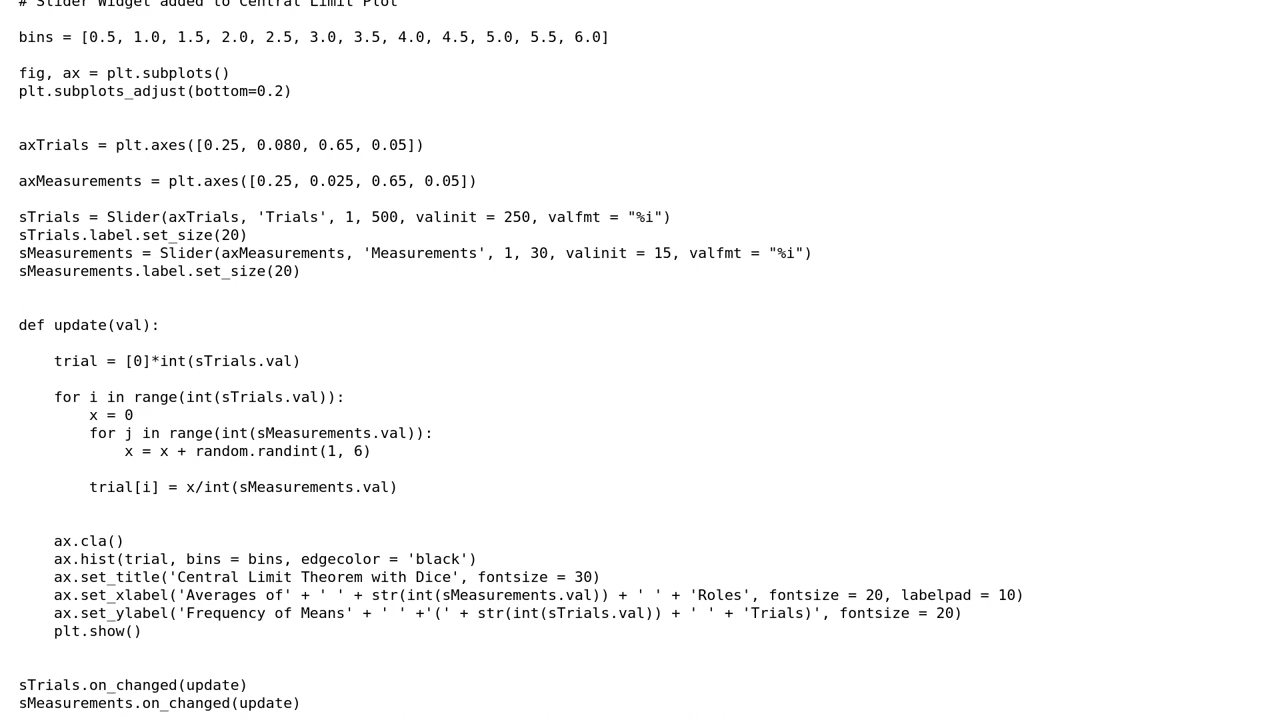 # Slider Widget added to Central Limit Plot
bins = [0.5, 1.0, 1.5, 2.0, 2.5, 3.0, 3.5, 4.0, 4.5, 5.0, 5.5, 6.0]
fig, ax = plt.subplots()
plt.subplots_adjust(bottom=0.2)
axTrials = plt.axes([0.25, 0.080, 0.65, 0.05])
axMeasurements = plt.axes([0.25, 0.025, 0.65, 0.05])
sTrials = Slider(axTrials, 'Trials', 1, 500, valinit = 250, valfmt = "%i")
sTrials.label.set_size(20)
sMeasurements = Slider(axMeasurements, 'Measurements', 1, 30, valinit = 15, valfmt = "%i")
sMeasurements.label.set_size(20)
def update(val):
    trial = [0]*int(sTrials.val)
    for i in range(int(sTrials.val)):
        x = 0
        for j in range(int(sMeasurements.val)):
            x = x + random.randint(1, 6)
        trial[i] = x/int(sMeasurements.val)
    ax.cla()
    ax.hist(trial, bins = bins, edgecolor = 'black')
    ax.set_title('Central Limit Theorem with Dice', fontsize = 30)
    ax.set_xlabel('Averages of' + ' ' + str(int(sMeasurements.val)) + ' ' + 'Roles', fontsize = 20, labelpad = 10)
    ax.set_ylabel('Frequency of Means' + ' ' +'(' + str(int(sTrials.val)) + ' ' + 'Trials)', fontsize = 20)
    plt.show()
sTrials.on_changed(update)
sMeasurements.on_changed(update)